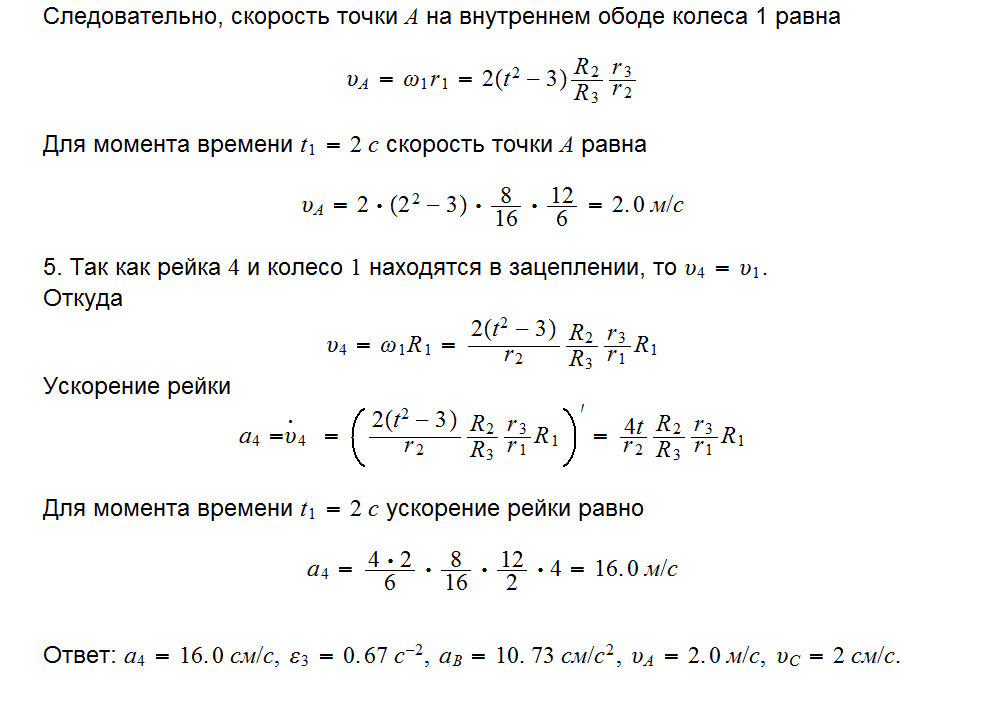 Следовательно, скорость точки A на внутреннем ободе колеса 1 равна
υ_A = ω₁r₁ = 2(t² − 3) R₂/R₃ r₃/r₂
Для момента времени t₁ = 2 c скорость точки A равна
υ_A = 2 • (2² − 3) • 8/16 • 12/6 = 2.0 м/с
5. Так как рейка 4 и колесо 1 находятся в зацеплении, то υ₄ = υ₁.
Откуда
υ₄ = ω₁R₁ = 2(t² − 3)/r₂ R₂/R₃ r₃/r₁ R₁
Ускорение рейки
a₄ = υ̇₄ = (2(t² − 3)/r₂ R₂/R₃ r₃/r₁ R₁)′ = 4t/r₂ R₂/R₃ r₃/r₁ R₁
Для момента времени t₁ = 2 c ускорение рейки равно
a₄ = 4 • 2/6 • 8/16 • 12/2 • 4 = 16.0 м/с
Ответ: a₄ = 16.0 см/с, ε₃ = 0.67 с⁻², a_B = 10. 73 см/с², υ_A = 2.0 м/с, υ_C = 2 см/с.